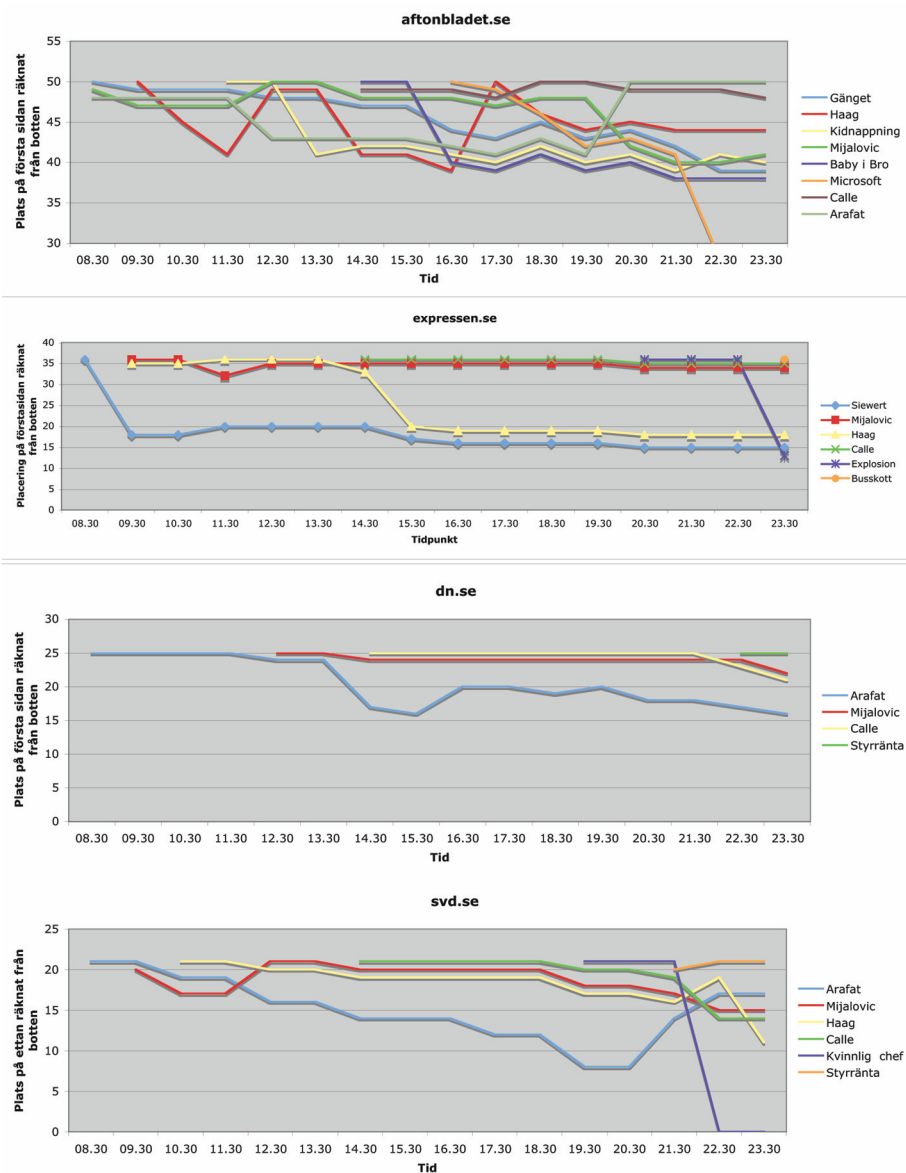 aftonbladet.se
Plats på första sidan räknat
från botten
55
50
45
40
35
30
08.30 09.30 10.30 11.30 12.30 13.30 14.30 15.30 16.30 17.30 18.30 19.30 20.30 21.30 22.30 23.30
Tid
Gänget
Haag
Kidnappning
Mijalovic
Baby i Bro
Microsoft
Calle
Arafat
expressen.se
Placering på förstasidan räknat
från botten
40
35
30
25
20
15
10
5
0
08.30 09.30 10.30 11.30 12.30 13.30 14.30 15.30 16.30 17.30 18.30 19.30 20.30 21.30 22.30 23.30
Tidpunkt
Siewert
Mijalovic
Haag
Calle
Explosion
Busskott
dn.se
Plats på första sidan räknat
från botten
30
25
20
15
10
5
0
08.30 09.30 10.30 11.30 12.30 13.30 14.30 15.30 16.30 17.30 18.30 19.30 20.30 21.30 22.30 23.30
Tid
Arafat
Mijalovic
Calle
Styrränta
svd.se
Plats på ettan räknat från
botten
25
20
15
10
5
0
08.30 09.30 10.30 11.30 12.30 13.30 14.30 15.30 16.30 17.30 18.30 19.30 20.30 21.30 22.30 23.30
Tid
Arafat
Mijalovic
Haag
Calle
Kvinnlig chef
Styrränta